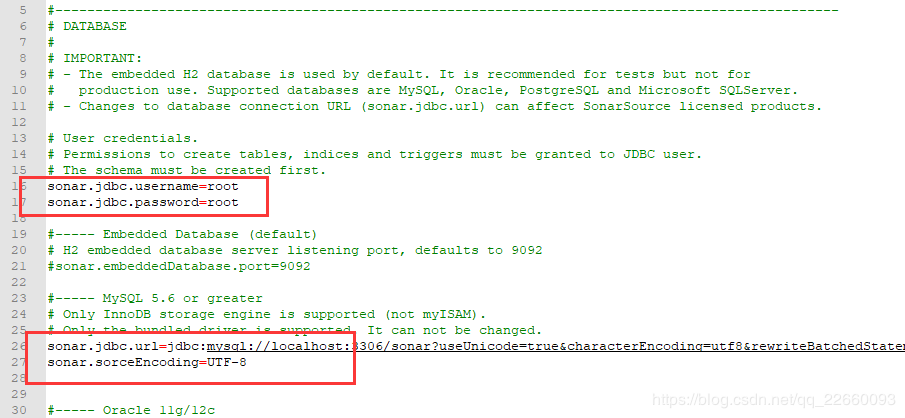 5 #----------------------------------------------------------------------------------------------------
6 # DATABASE
7 #
8 # IMPORTANT:
9 # - The embedded H2 database is used by default. It is recommended for tests but not for
10 #   production use. Supported databases are MySQL, Oracle, PostgreSQL and Microsoft SQLServer.
11 # - Changes to database connection URL (sonar.jdbc.url) can affect SonarSource licensed products.
12
13 # User credentials.
14 # Permissions to create tables, indices and triggers must be granted to JDBC user.
15 # The schema must be created first.
16 sonar.jdbc.username=root
17 sonar.jdbc.password=root
18
19 #----- Embedded Database (default)
20 # H2 embedded database server listening port, defaults to 9092
21 #sonar.embeddedDatabase.port=9092
22
23 #----- MySQL 5.6 or greater
24 # Only InnoDB storage engine is supported (not myISAM).
25 # Only the bundled driver is supported. It can not be changed.
26 sonar.jdbc.url=jdbc:mysql://localhost:3306/sonar?useUnicode=true&characterEncoding=utf8&rewriteBatchedStatem
27 sonar.sorceEncoding=UTF-8
28
29
30 #----- Oracle 11g/12c
https://blog.csdn.net/qq_22660093